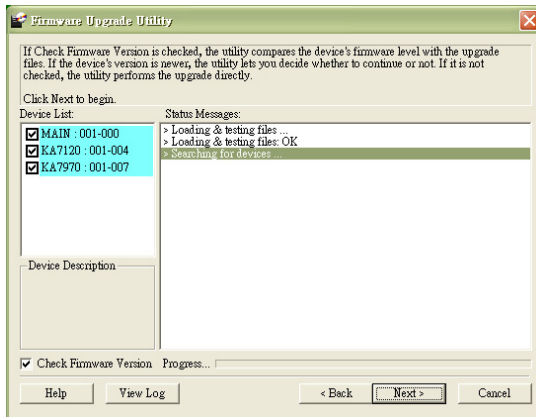 Firmware Upgrade Utility
If Check Firmware Version is checked, the utility compares the device's firmware level with the upgrade
files. If the device's version is newer, the utility lets you decide whether to continue or not. If it is not
checked, the utility performs the upgrade directly.
Click Next to begin.
Device List:
MAIN : 001-000
KA7120 : 001-004
KA7970 : 001-007
Status Messages:
> Loading & testing files ...
> Loading & testing files: OK
> Searching for devices ...
Device Description
Check Firmware Version
Progress...
Help
View Log
< Back
Next >
Cancel